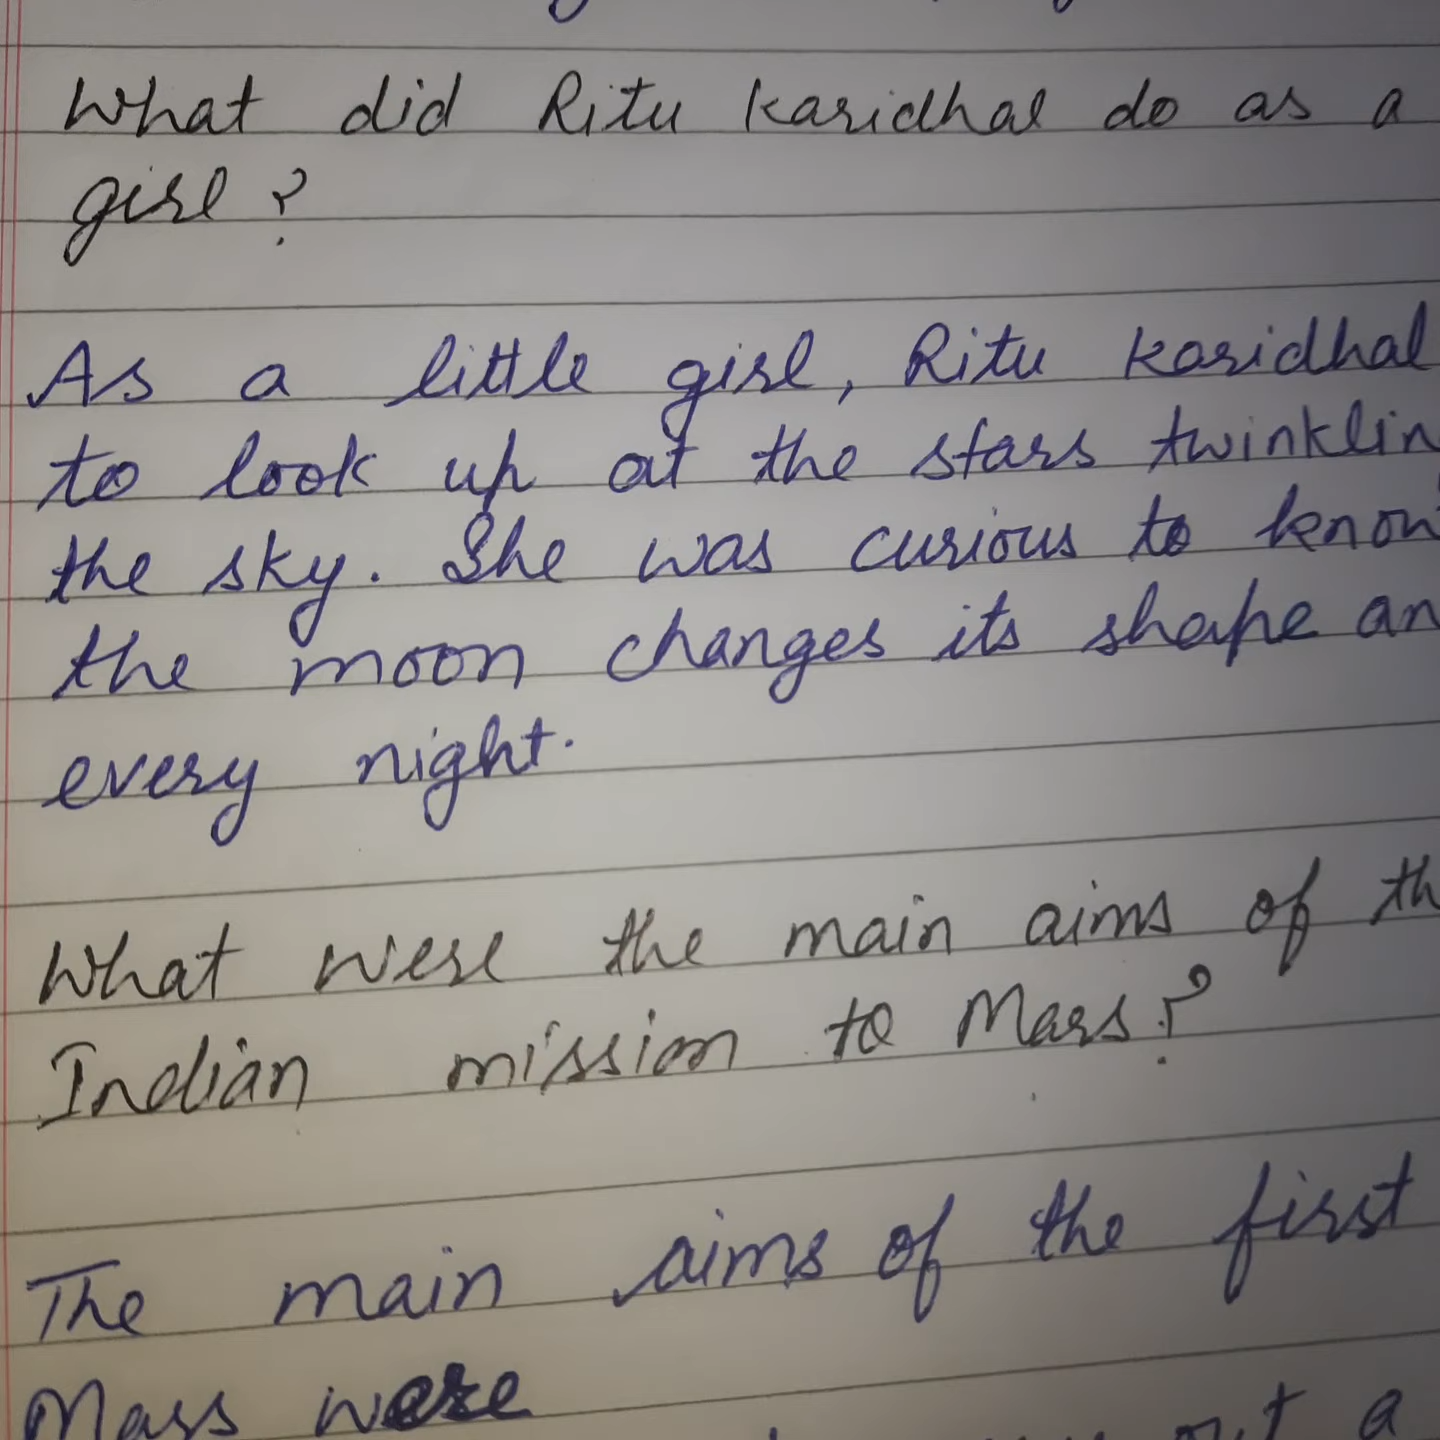 What did Ritu Karidhal do as a
girl ?
As a little girl, Ritu Karidhal
to look up at the stars twinklin
the sky. She was curious to know
the moon changes its shape an
every night.
What were the main aims of th
Indian mission to Mars ?
The main aims of the first
Mars were
out a